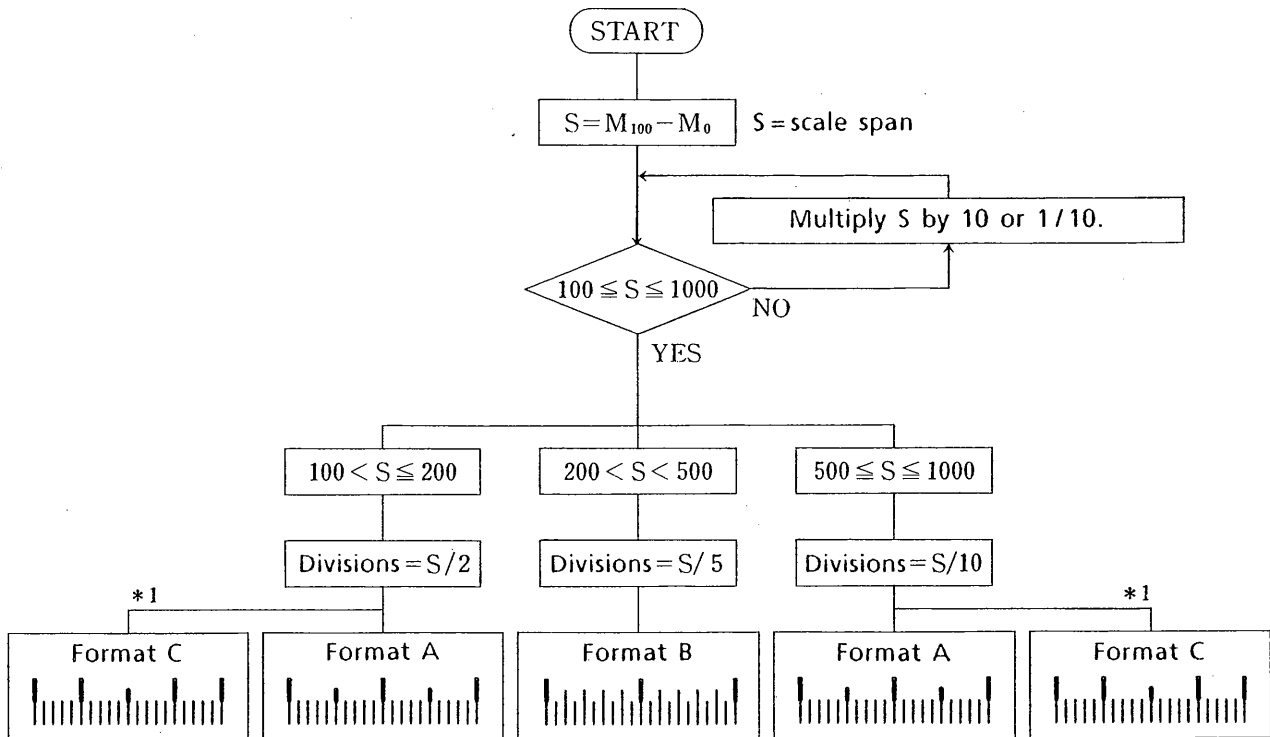 START
S=M₁₀₀−M₀ S=scale span
Multiply S by 10 or 1/10.
100≦S≦1000
NO
YES
100<S≦200 200<S<500 500≦S≦1000
Divisions=S/2 Divisions=S/5 Divisions=S/10
*1 *1
Format C Format A Format B Format A Format C